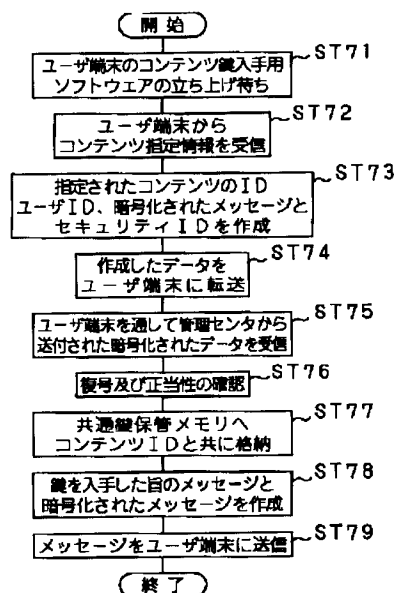 開始
ST71
ユーザ端末のコンテンツ鍵入手用
ソフトウェアの立ち上げ待ち
ST72
ユーザ端末から
コンテンツ指定情報を受信
ST73
指定されたコンテンツのID
ユーザID、暗号化されたメッセージと
セキュリティIDを作成
ST74
作成したデータを
ユーザ端末に転送
ST75
ユーザ端末を通して管理センタから
送付された暗号化されたデータを受信
ST76
復号及び正当性の確認
ST77
共通鍵保管メモリへ
コンテンツIDと共に格納
ST78
鍵を入手した旨のメッセージと
暗号化されたメッセージを作成
ST79
メッセージをユーザ端末に送信
終了